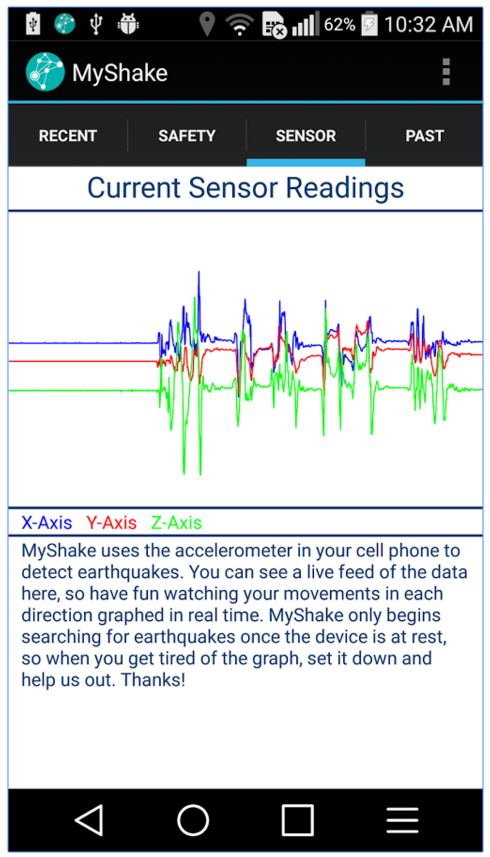 62% 10:32 AM
MyShake
RECENT SAFETY SENSOR PAST
Current Sensor Readings
X-Axis Y-Axis Z-Axis
MyShake uses the accelerometer in your cell phone to
detect earthquakes. You can see a live feed of the data
here, so have fun watching your movements in each
direction graphed in real time. MyShake only begins
searching for earthquakes once the device is at rest,
so when you get tired of the graph, set it down and
help us out. Thanks!